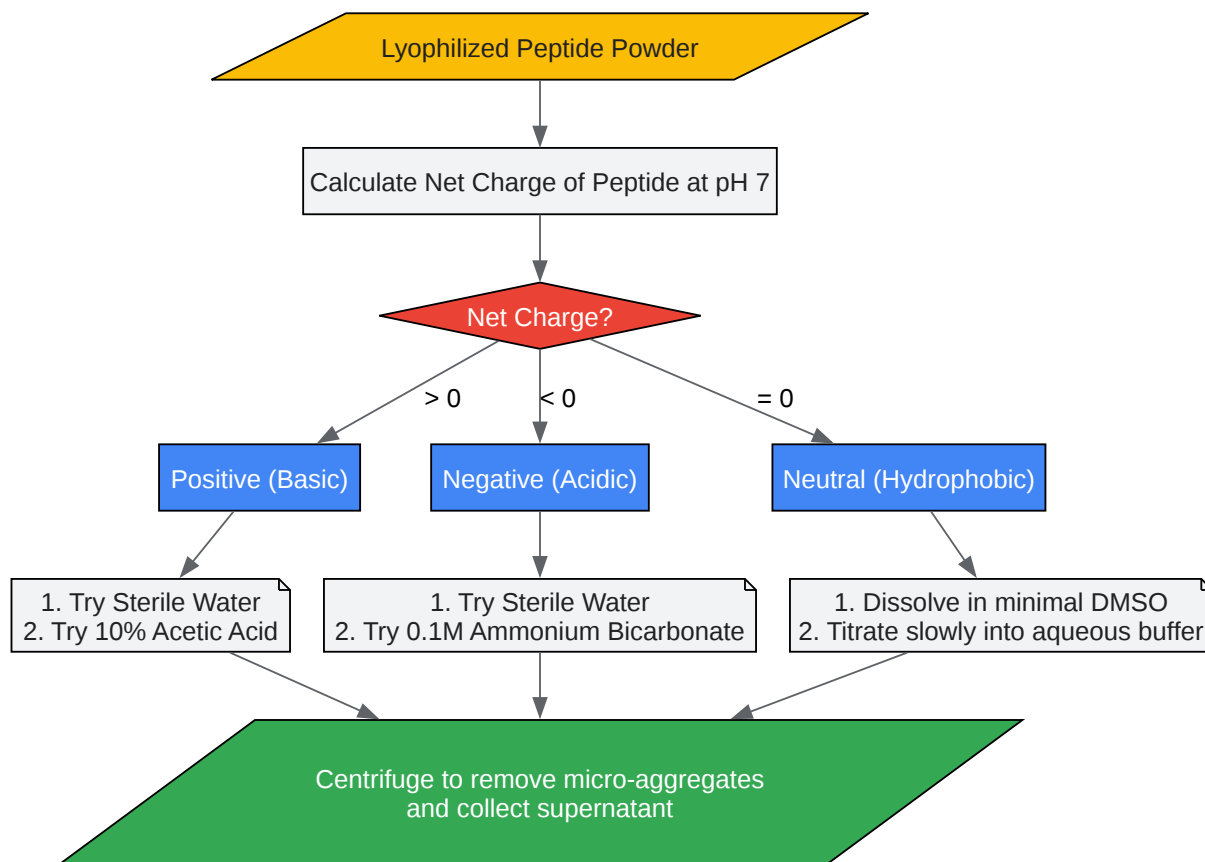 Lyophilized Peptide Powder
Calculate Net Charge of Peptide at pH 7
Net Charge?
> 0
< 0
= 0
Positive (Basic)
Negative (Acidic)
Neutral (Hydrophobic)
1. Try Sterile Water
2. Try 10% Acetic Acid
1. Try Sterile Water
2. Try 0.1M Ammonium Bicarbonate
1. Dissolve in minimal DMSO
2. Titrate slowly into aqueous buffer
Centrifuge to remove micro-aggregates
and collect supernatant